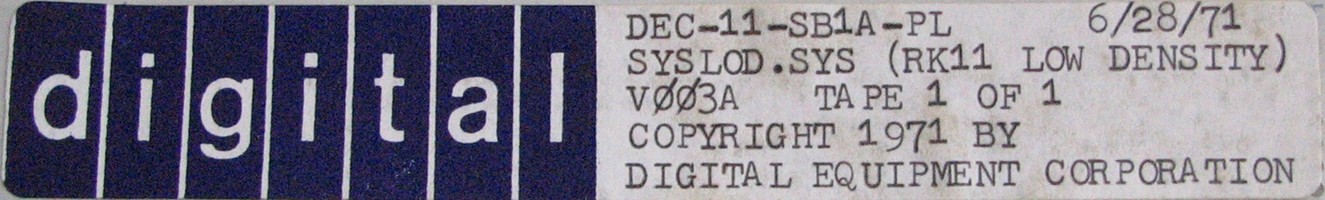 digital
DEC-11-SB1A-PL 6/28/71
SYSLOD.SYS (RK11 LOW DENSITY)
VØØ3A TAPE 1 OF 1
COPYRIGHT 1971 BY
DIGITAL EQUIPMENT CORPORATION